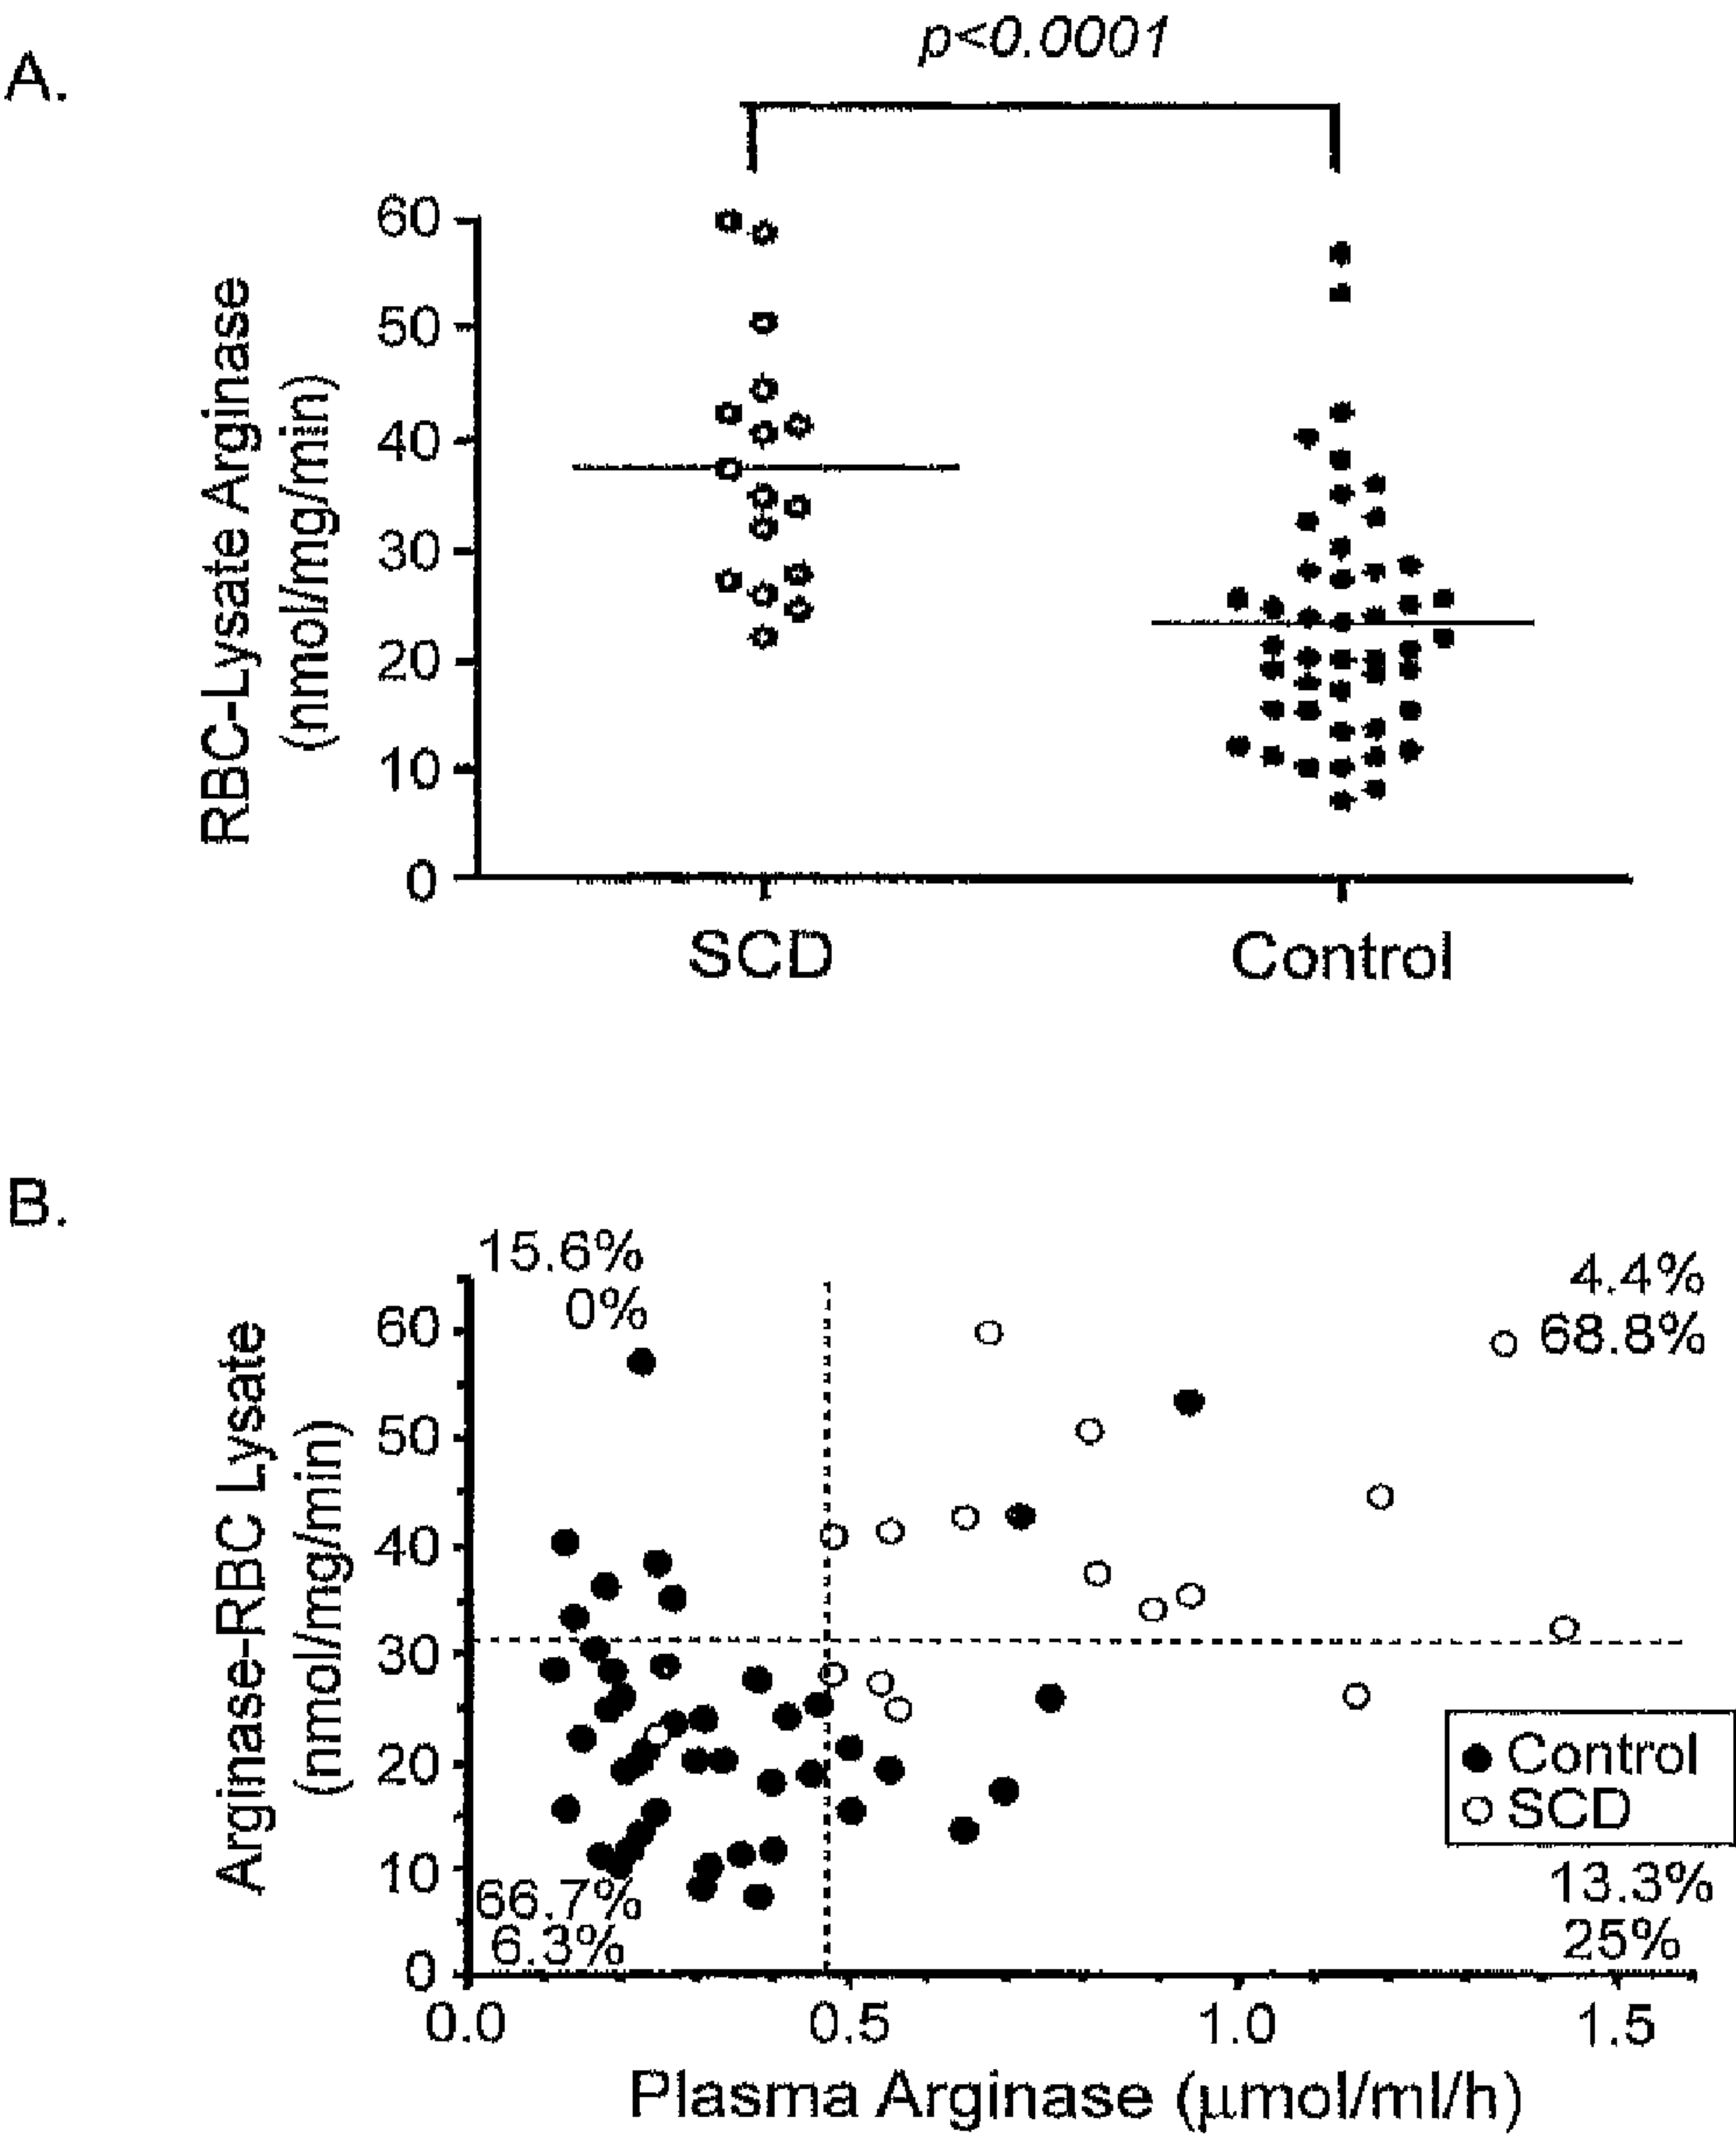 A.
p<0.0001
60
50
40
30
20
10
0
RBC-Lysate Arginase
(nmol/mg/min)
SCD
Control
B.
15.6%
0%
4.4%
68.8%
60
50
40
30
20
10
0
Arginase-RBC Lysate
(nmol/mg/min)
Control
SCD
66.7%
6.3%
13.3%
25%
0.0
0.5
1.0
1.5
Plasma Arginase (μmol/ml/h)